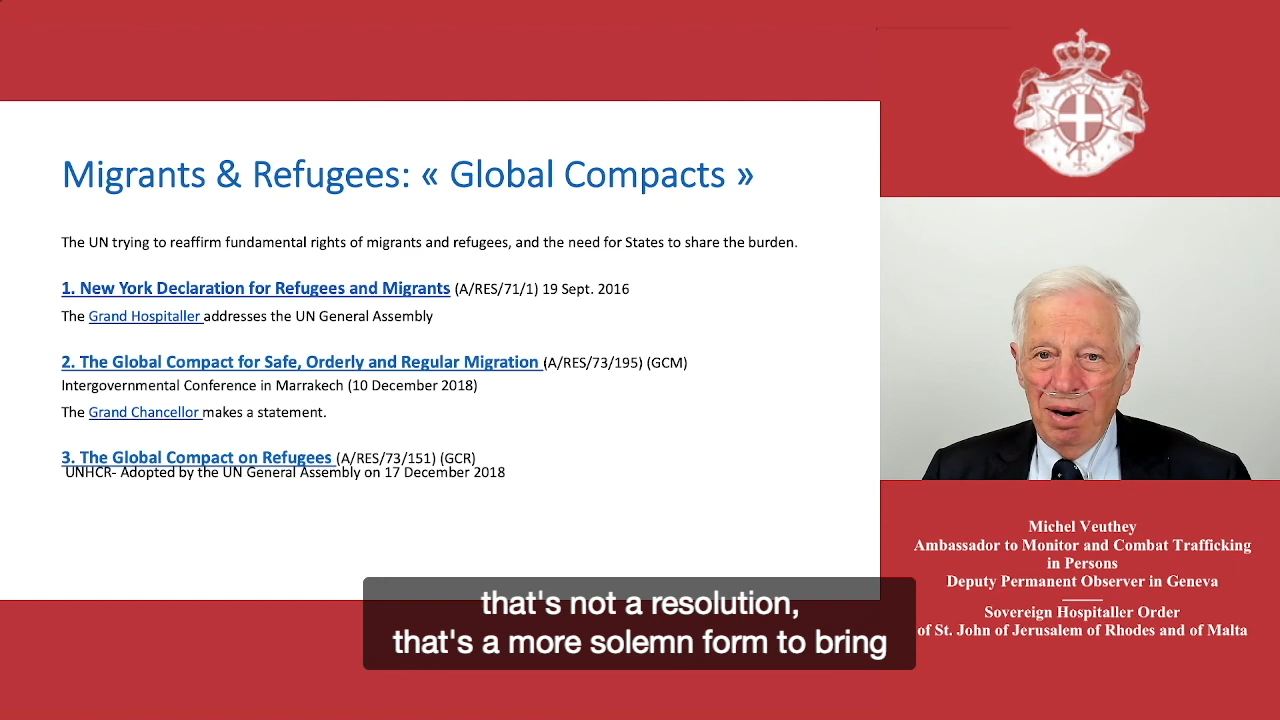 Migrants & Refugees: « Global Compacts »
The UN trying to reaffirm fundamental rights of migrants and refugees, and the need for States to share the burden.
1. New York Declaration for Refugees and Migrants (A/RES/71/1) 19 Sept. 2016
The Grand Hospitaller addresses the UN General Assembly
2. The Global Compact for Safe, Orderly and Regular Migration (A/RES/73/195) (GCM)
Intergovernmental Conference in Marrakech (10 December 2018)
The Grand Chancellor makes a statement.
3. The Global Compact on Refugees (A/RES/73/151) (GCR)
UNHCR- Adopted by the UN General Assembly on 17 December 2018
Michel Veuthey
Ambassador to Monitor and Combat Trafficking
in Persons
Deputy Permanent Observer in Geneva
Sovereign Hospitaller Order
of St. John of Jerusalem of Rhodes and of Malta
that's not a resolution,
that's a more solemn form to bring